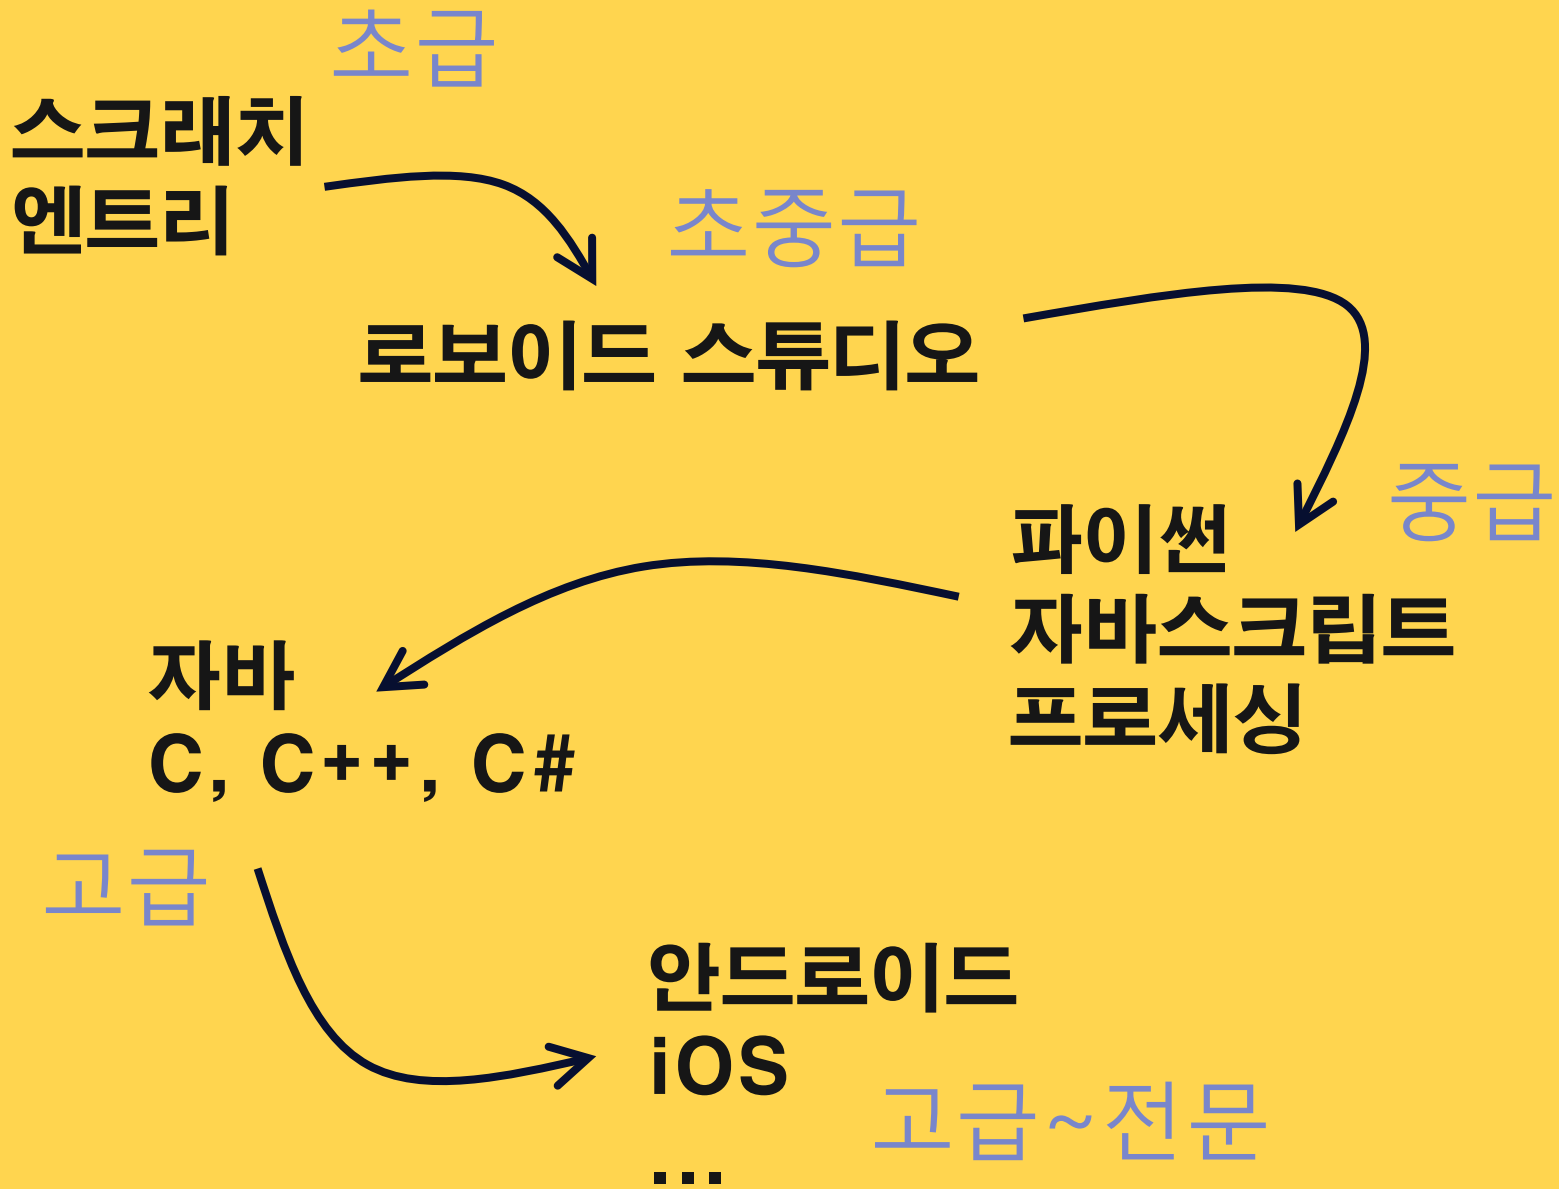 초급
스크래치
엔트리
초중급
로보이드 스튜디오
중급
파이썬
자바스크립트
프로세싱
자바
C, C++, C#
고급
안드로이드
iOS
...
고급~전문